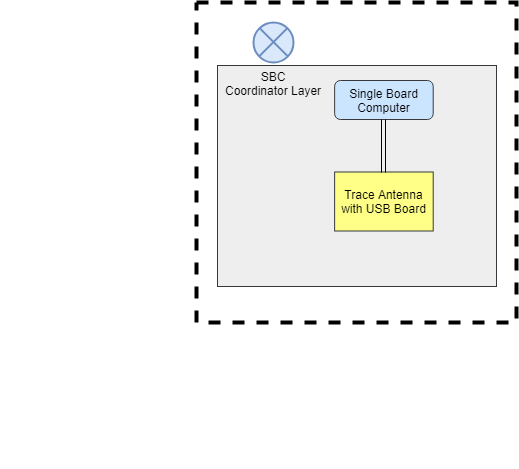 SBC
Coordinator Layer
Single Board
Computer
Trace Antenna
with USB Board